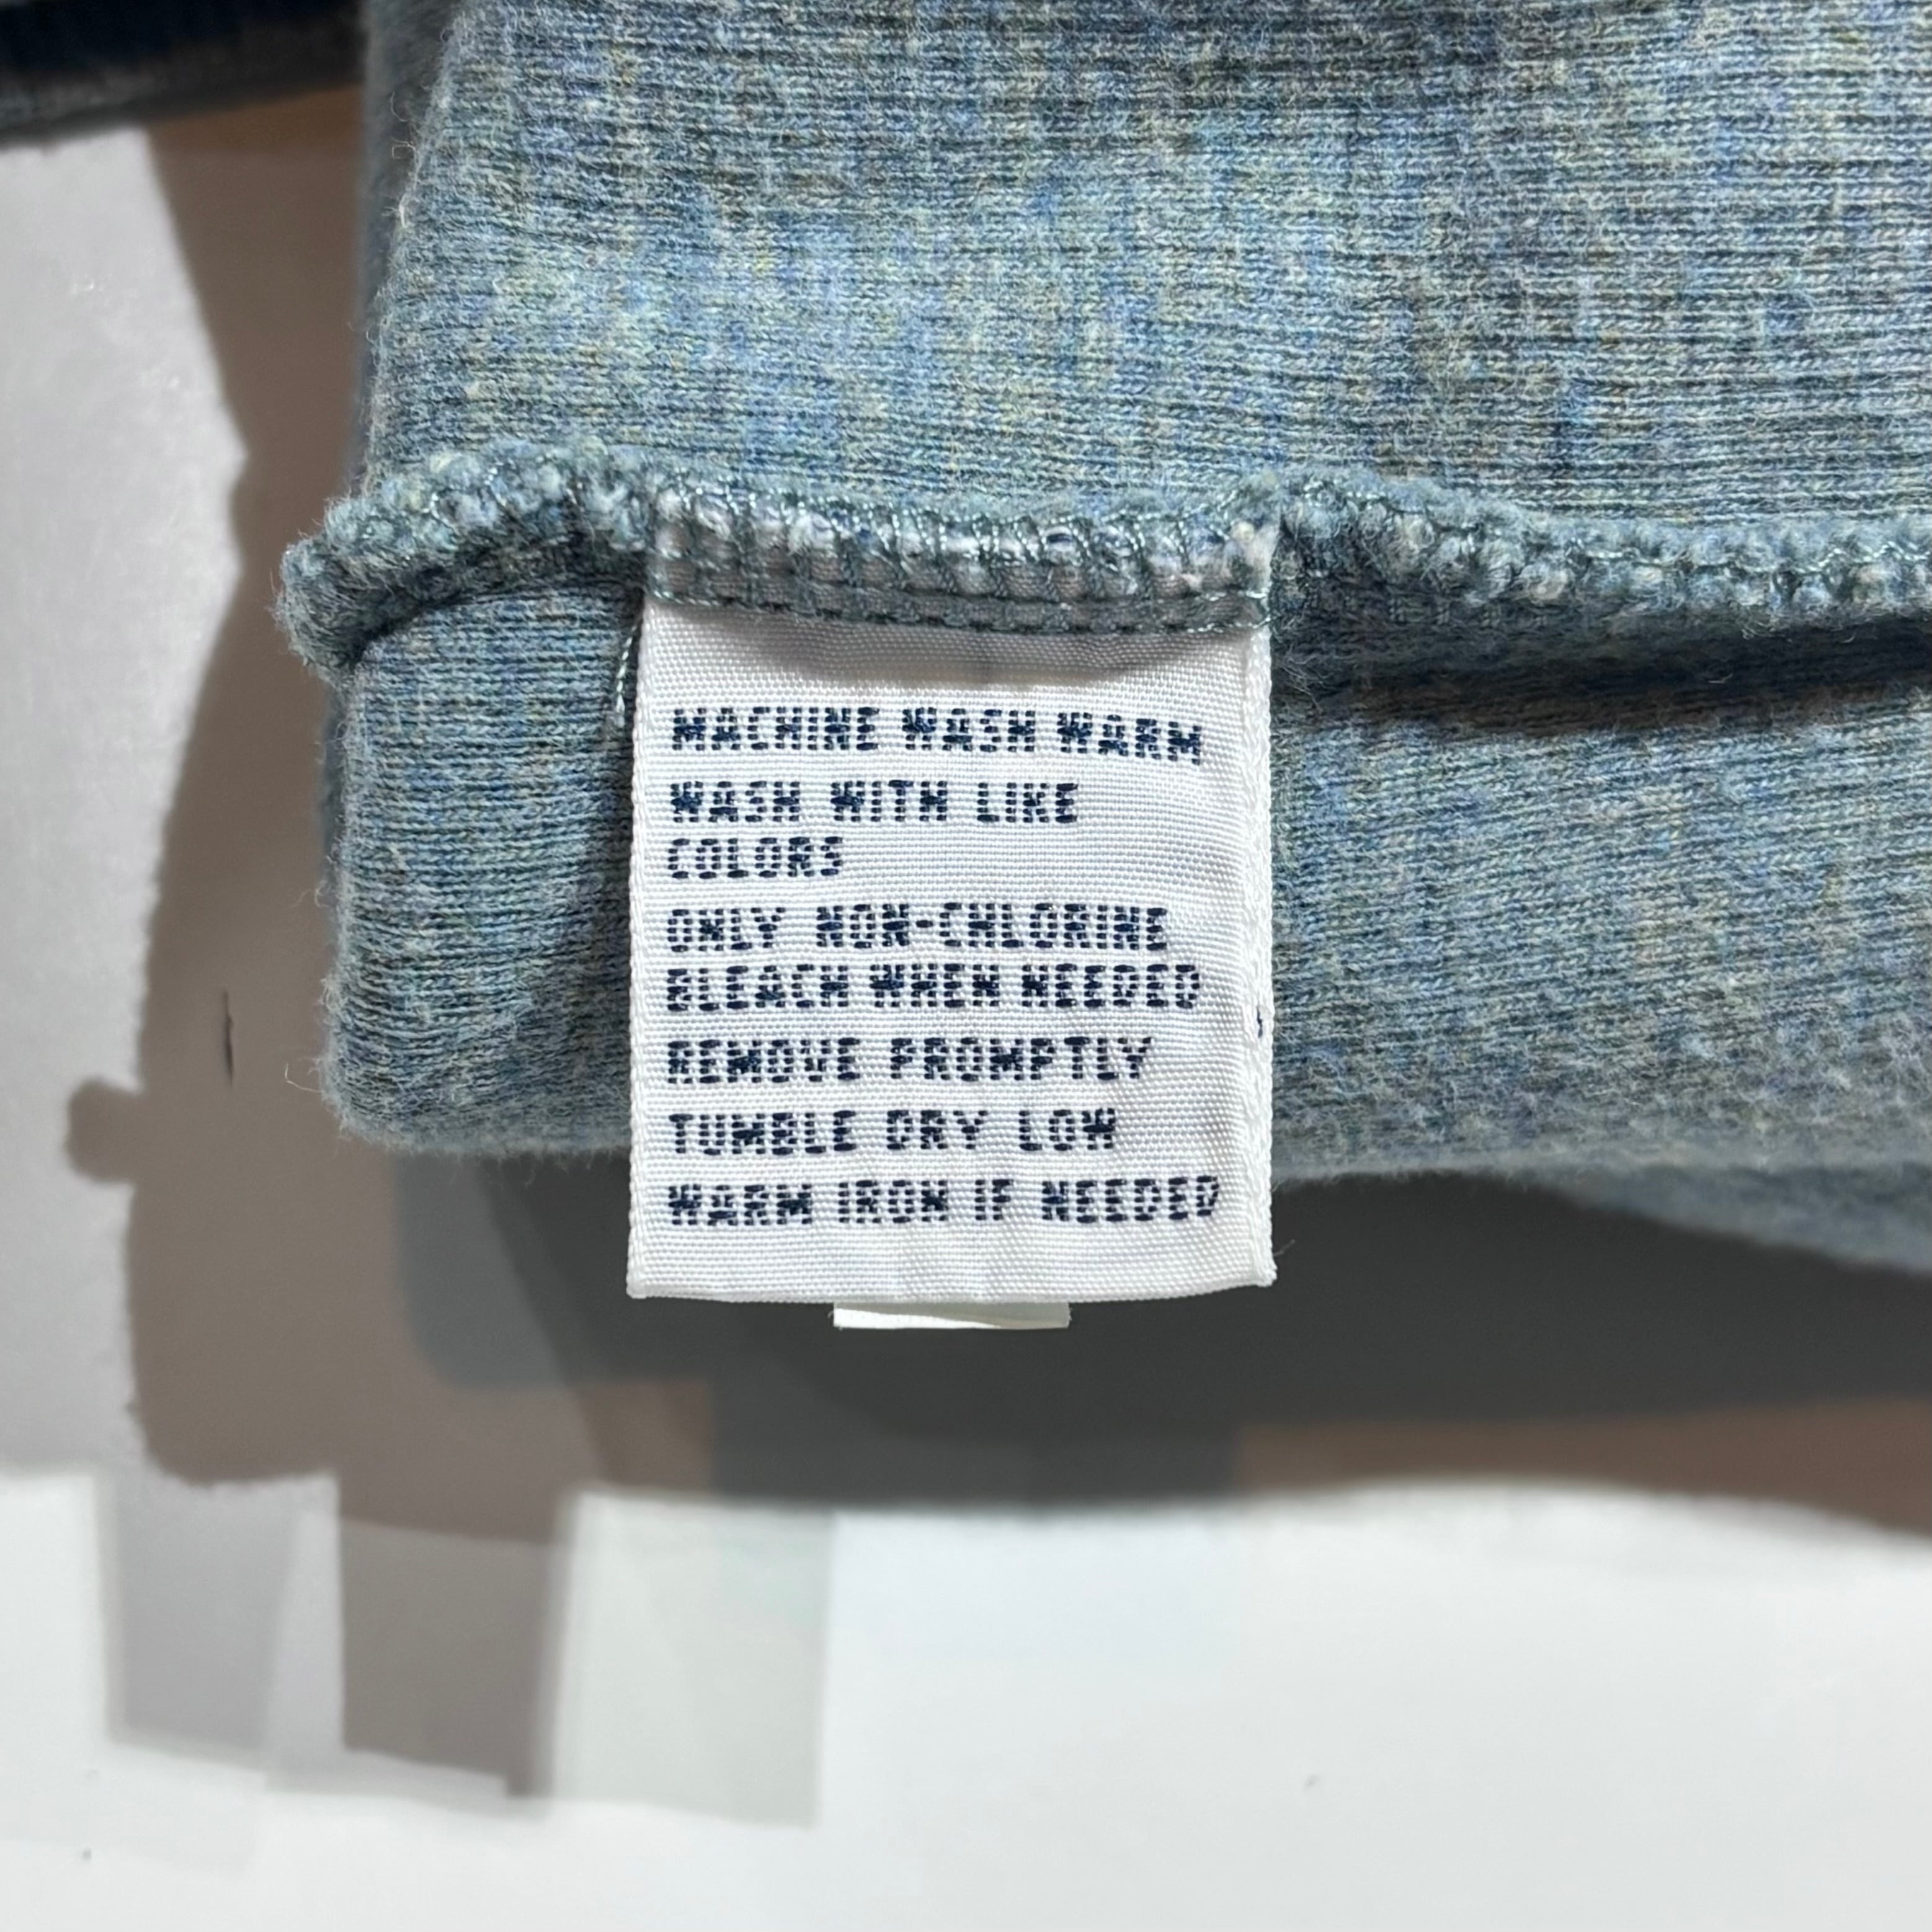 MACHINE WASH WARM
WASH WITH LIKE
COLORS
ONLY NON-CHLORINE
BLEACH WHEN NEEDED
REMOVE PROMPTLY
TUMBLE DRY LOW
WARM IRON IF NEEDED